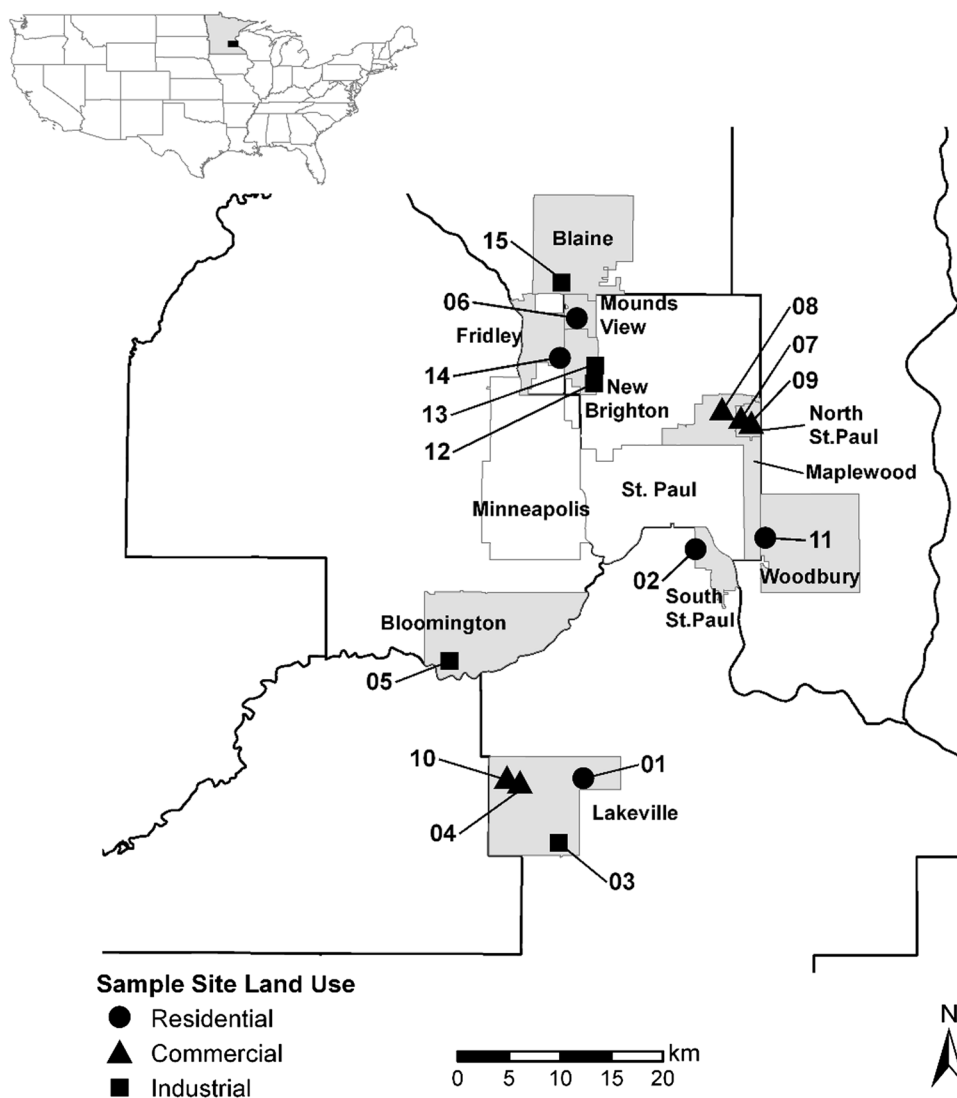 Blaine
15
06
Mounds
View
08
Fridley
07
14
09
13
New
Brighton
North
St.Paul
12
Maplewood
St. Paul
Minneapolis
11
02
Woodbury
South
St.Paul
Bloomington
05
10
01
04
Lakeville
03
Sample Site Land Use
Residential
Commercial
Industrial
km
0 5 10 15 20
N